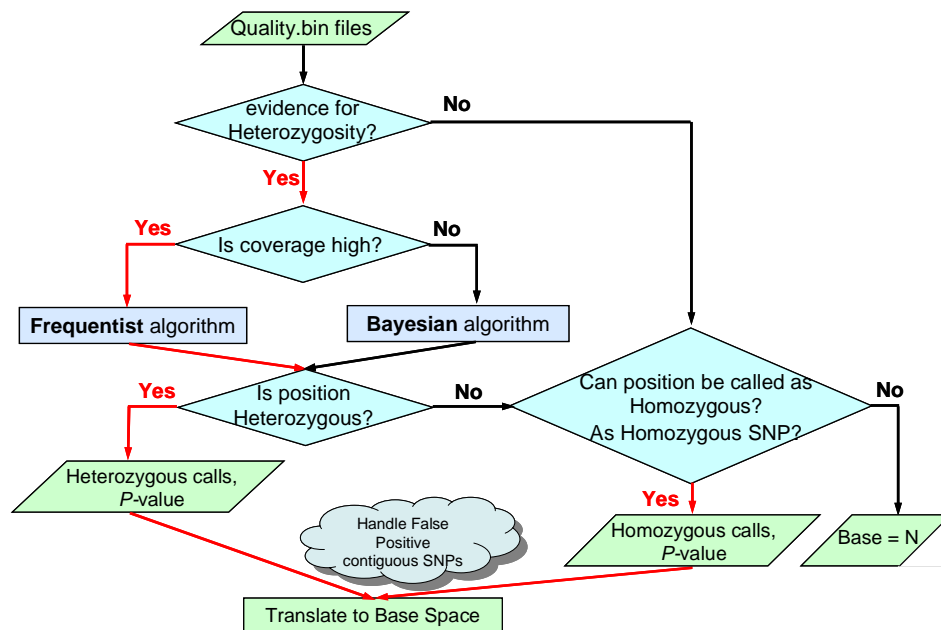 Quality.bin files
evidence for
Heterozygosity?
No
Yes
Yes
Is coverage high?
No
Frequentist algorithm
Bayesian algorithm
Yes
Is position
Heterozygous?
No
Can position be called as
Homozygous?
As Homozygous SNP?
No
Heterozygous calls,
P-value
Handle False
Positive
contiguous SNPs
Yes
Homozygous calls,
P-value
Base = N
Translate to Base Space